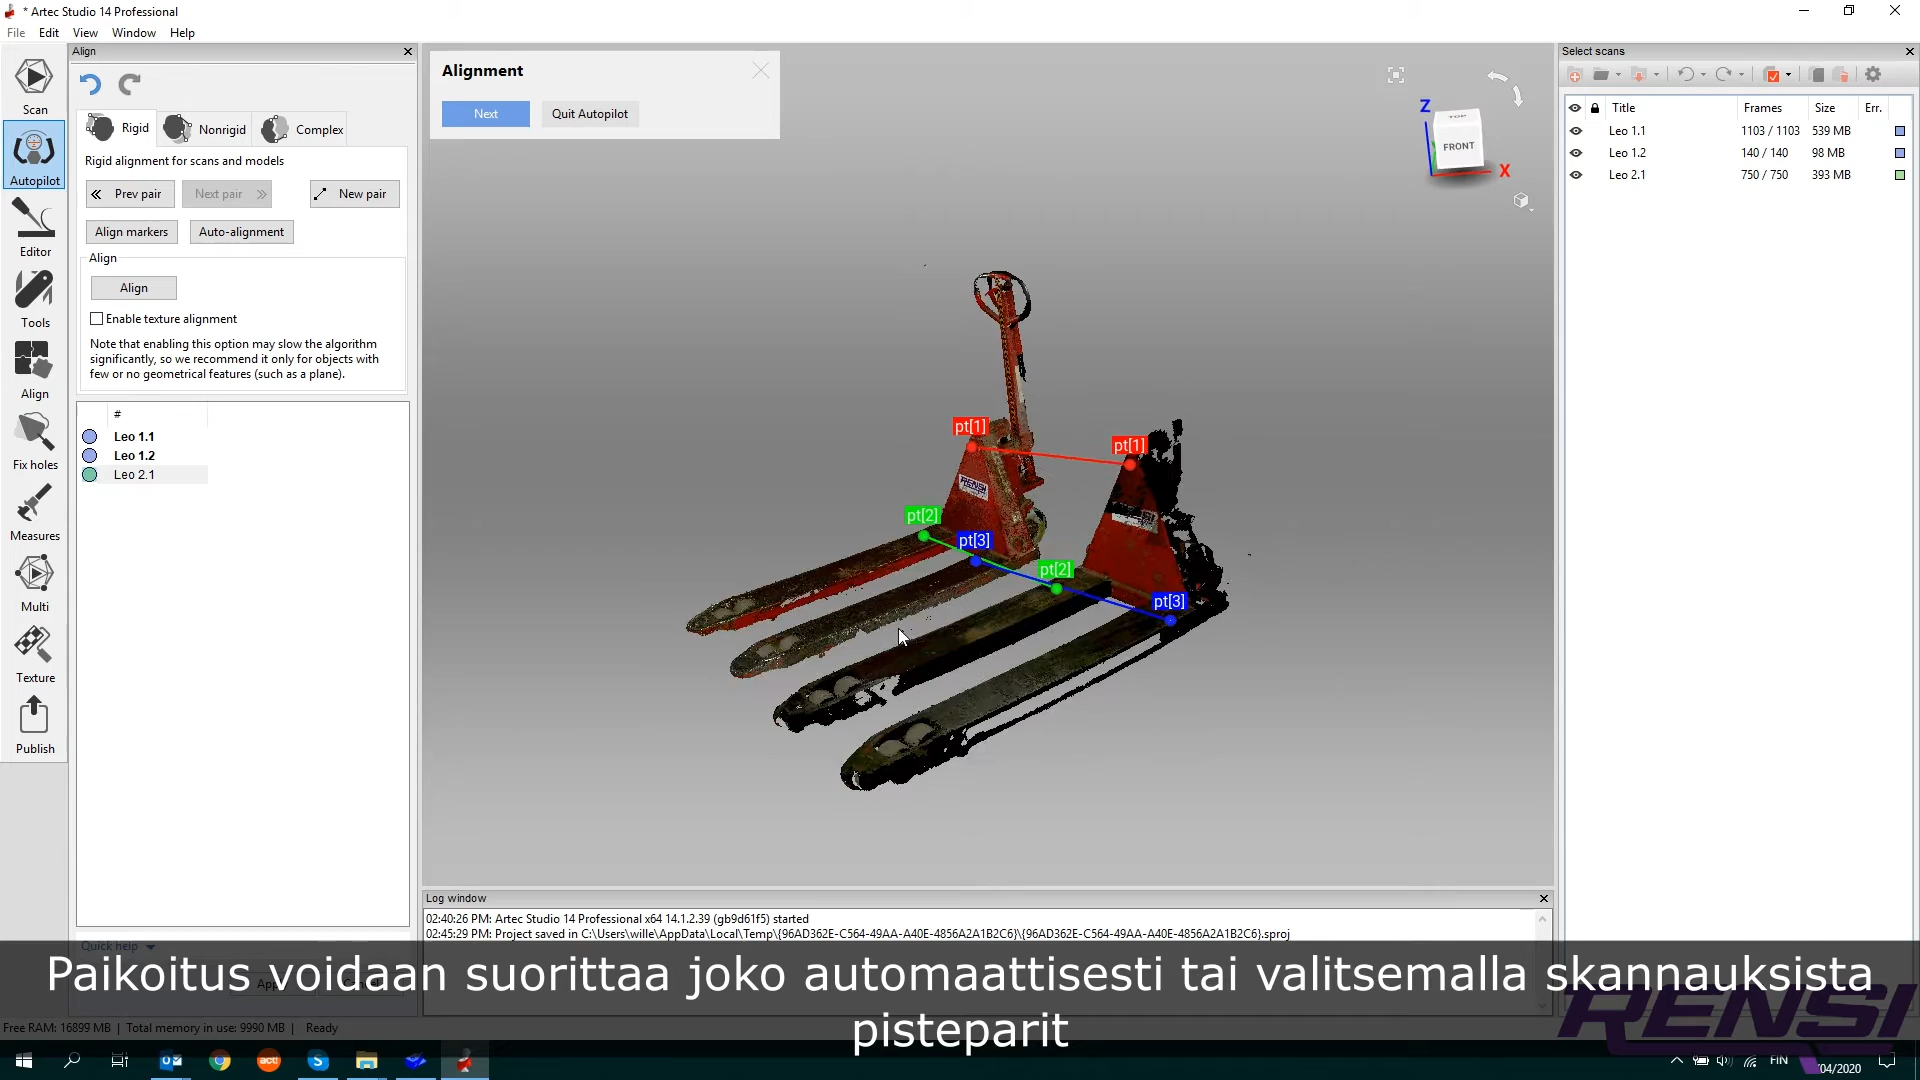 * Artec Studio 14 Professional
File Edit View Window Help
Align
Scan
Autopilot
Editor
Tools
Align
Fix holes
Measures
Multi
Texture
Publish
Rigid Nonrigid Complex
Rigid alignment for scans and models
Prev pair Next pair New pair
Align markers Auto-alignment
Align
Align
Enable texture alignment
Note that enabling this option may slow the algorithm
significantly, so we recommend it only for objects with
few or no geometrical features (such as a plane).
#
Leo 1.1
Leo 1.2
Leo 2.1
Quick help
Alignment
Next Quit Autopilot
Z
TOP
FRONT
X
pt[1]
pt[1]
pt[2]
pt[3]
pt[2]
pt[3]
RENSI
Select scans
Title Frames Size Err.
Leo 1.1 1103 / 1103 539 MB
Leo 1.2 140 / 140 98 MB
Leo 2.1 750 / 750 393 MB
Log window
02:40:26 PM: Artec Studio 14 Professional x64 14.1.2.39 (gb9d61f5) started
02:45:29 PM: Project saved in C:\Users\wille\AppData\Local\Temp\{96AD362E-C564-49AA-A40E-4856A2A1B2C6}\{96AD362E-C564-49AA-A40E-4856A2A1B2C6}.sproj
Paikoitus voidaan suorittaa joko automaattisesti tai valitsemalla skannauksista
pisteparit
RENSI
Free RAM: 16899 MB | Total memory in use: 9990 MB | Ready
act!
FIN
04/2020